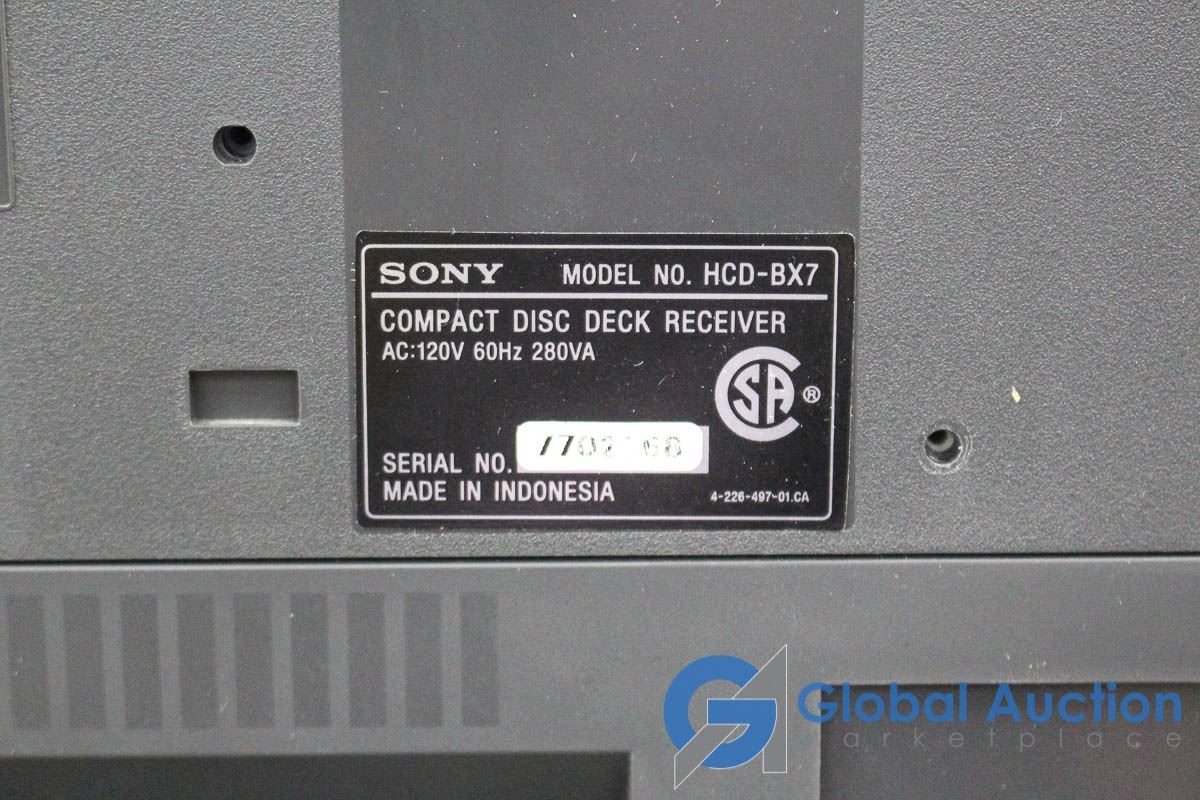 SONY MODEL NO. HCD-BX7
COMPACT DISC DECK RECEIVER
AC:120V 60Hz 280VA
SA®
SERIAL NO.
MADE IN INDONESIA 4-226-497-01.CA
Global Auction
arketplace